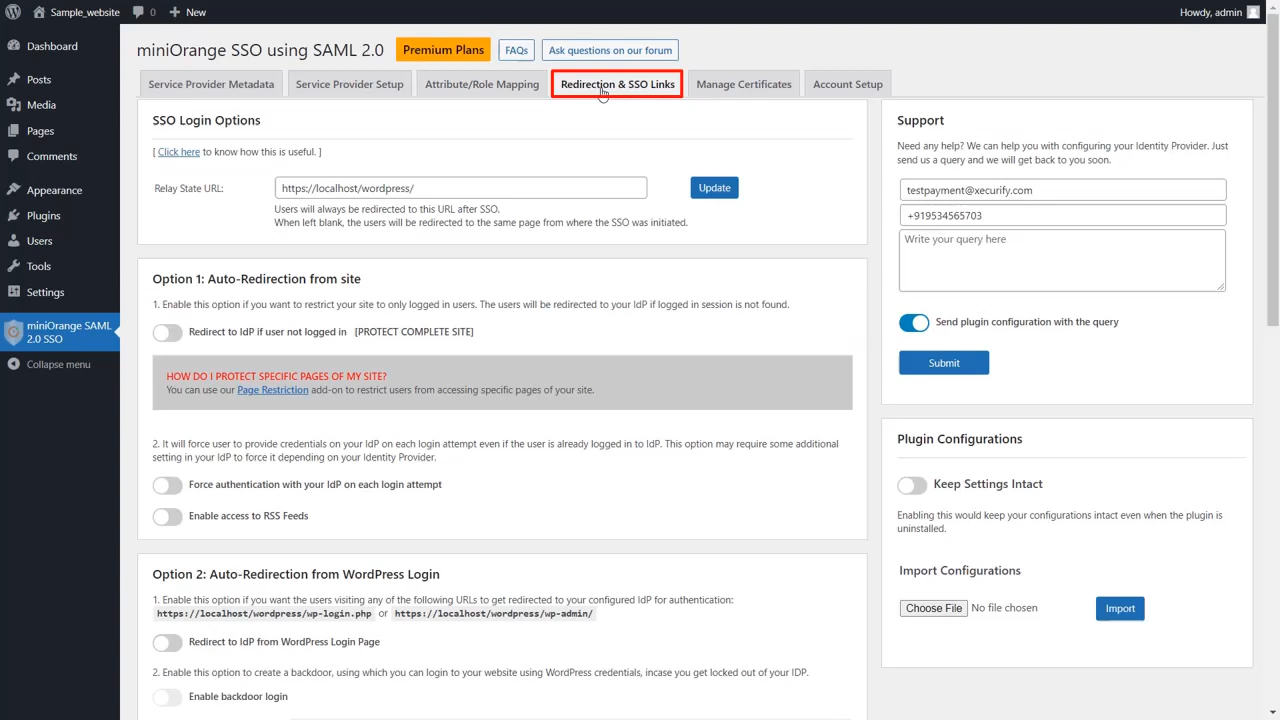 Sample_website 0 New Howdy, admin
Dashboard
Posts
Media
Pages
Comments
Appearance
Plugins
Users
Tools
Settings
miniOrange SAML
2.0 SSO
Collapse menu
miniOrange SSO using SAML 2.0 Premium Plans FAQs Ask questions on our forum
Service Provider Metadata Service Provider Setup Attribute/Role Mapping Redirection & SSO Links Manage Certificates Account Setup
SSO Login Options
[ Click here to know how this is useful. ]
Relay State URL: https://localhost/wordpress/ Update
Users will always be redirected to this URL after SSO.
When left blank, the users will be redirected to the same page from where the SSO was initiated.
Option 1: Auto-Redirection from site
1. Enable this option if you want to restrict your site to only logged in users. The users will be redirected to your IdP if logged in session is not found.
Redirect to IdP if user not logged in [PROTECT COMPLETE SITE]
HOW DO I PROTECT SPECIFIC PAGES OF MY SITE?
You can use our Page Restriction add-on to restrict users from accessing specific pages of your site.
2. It will force user to provide credentials on your IdP on each login attempt even if the user is already logged in to IdP. This option may require some additional
setting in your IdP to force it depending on your Identity Provider.
Force authentication with your IdP on each login attempt
Enable access to RSS Feeds
Option 2: Auto-Redirection from WordPress Login
1. Enable this option if you want the users visiting any of the following URLs to get redirected to your configured IdP for authentication:
https://localhost/wordpress/wp-login.php or https://localhost/wordpress/wp-admin/
Redirect to IdP from WordPress Login Page
2. Enable this option to create a backdoor, using which you can login to your website using WordPress credentials, incase you get locked out of your IDP.
Enable backdoor login
Support
Need any help? We can help you with configuring your Identity Provider. Just
send us a query and we will get back to you soon.
testpayment@xecurify.com
+919534565703
Write your query here
Send plugin configuration with the query
Submit
Plugin Configurations
Keep Settings Intact
Enabling this would keep your configurations intact even when the plugin is
uninstalled.
Import Configurations
Choose File No file chosen Import